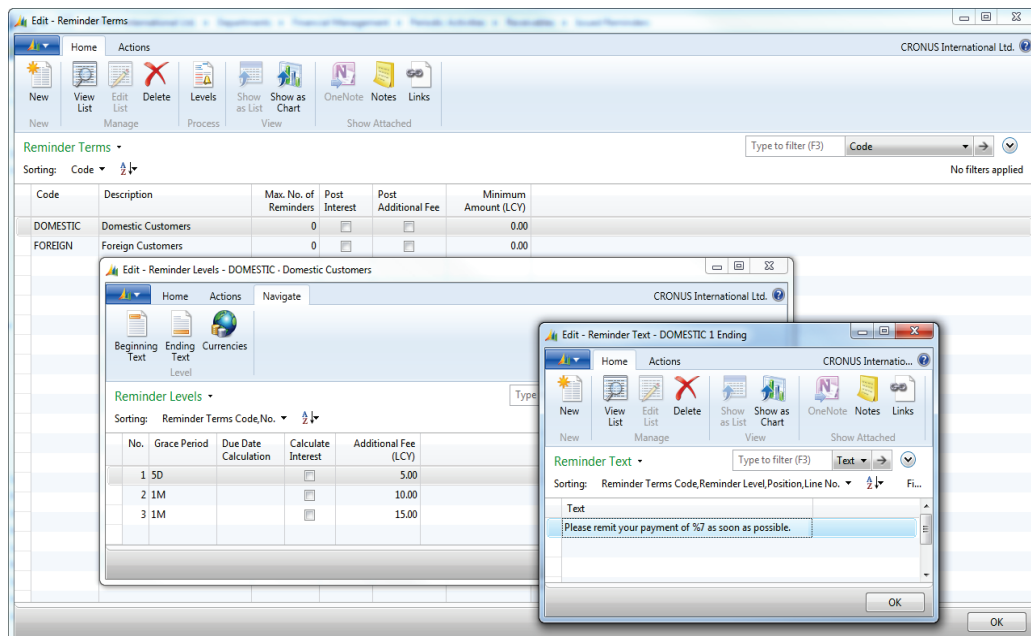 Edit - Reminder Terms
Home Actions CRONUS International Ltd.
New View List Edit List Delete Levels Show as List Show as Chart OneNote Notes Links
New Manage Process View Show Attached
Reminder Terms Type to filter (F3) Code
Sorting: Code No filters applied
Code Description Max. No. of Reminders Post Interest Post Additional Fee Minimum Amount (LCY)
DOMESTIC Domestic Customers 0 0.00
FOREIGN Foreign Customers 0 0.00
Edit - Reminder Levels - DOMESTIC · Domestic Customers
Home Actions Navigate CRONUS International Ltd.
Beginning Text Ending Text Currencies
Level
Reminder Levels Type
Sorting: Reminder Terms Code,No.
No. Grace Period Due Date Calculation Calculate Interest Additional Fee (LCY)
1 5D 5.00
2 1M 10.00
3 1M 15.00
Edit - Reminder Text - DOMESTIC 1 Ending
Home Actions CRONUS Internatio...
New View List Edit List Delete Show as List Show as Chart OneNote Notes Links
New Manage View Show Attached
Reminder Text Type to filter (F3) Text
Sorting: Reminder Terms Code,Reminder Level,Position,Line No. Fi...
Text
Please remit your payment of %7 as soon as possible.
OK
OK